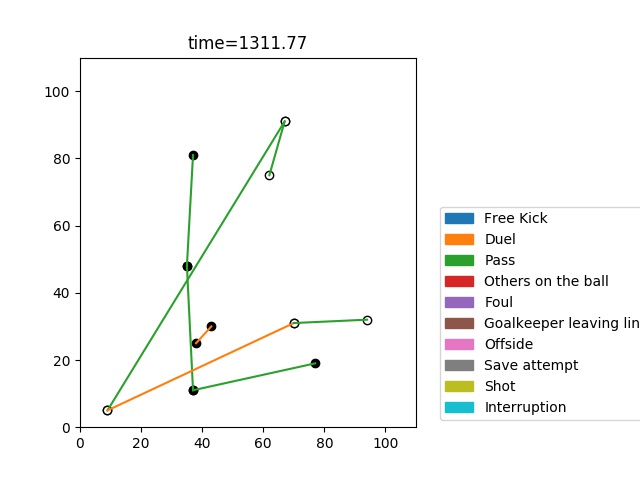 time=1311.77
100
80
60
40
20
0
0 20 40 60 80 100
Free Kick
Duel
Pass
Others on the ball
Foul
Goalkeeper leaving lin
Offside
Save attempt
Shot
Interruption